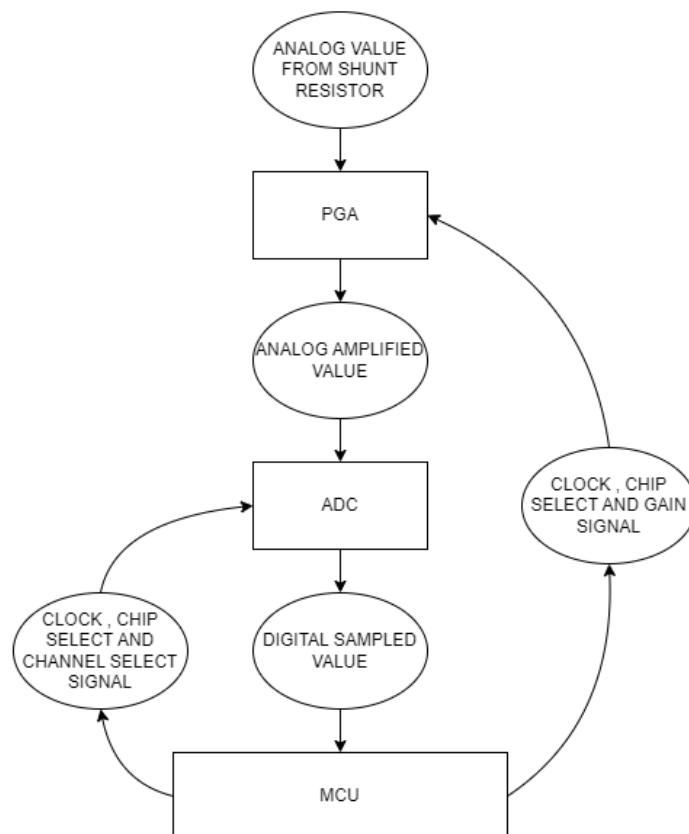 ANALOG VALUE
FROM SHUNT
RESISTOR
PGA
ANALOG AMPLIFIED
VALUE
ADC
CLOCK , CHIP
SELECT AND GAIN
SIGNAL
CLOCK , CHIP
SELECT AND
CHANNEL SELECT
SIGNAL
DIGITAL SAMPLED
VALUE
MCU